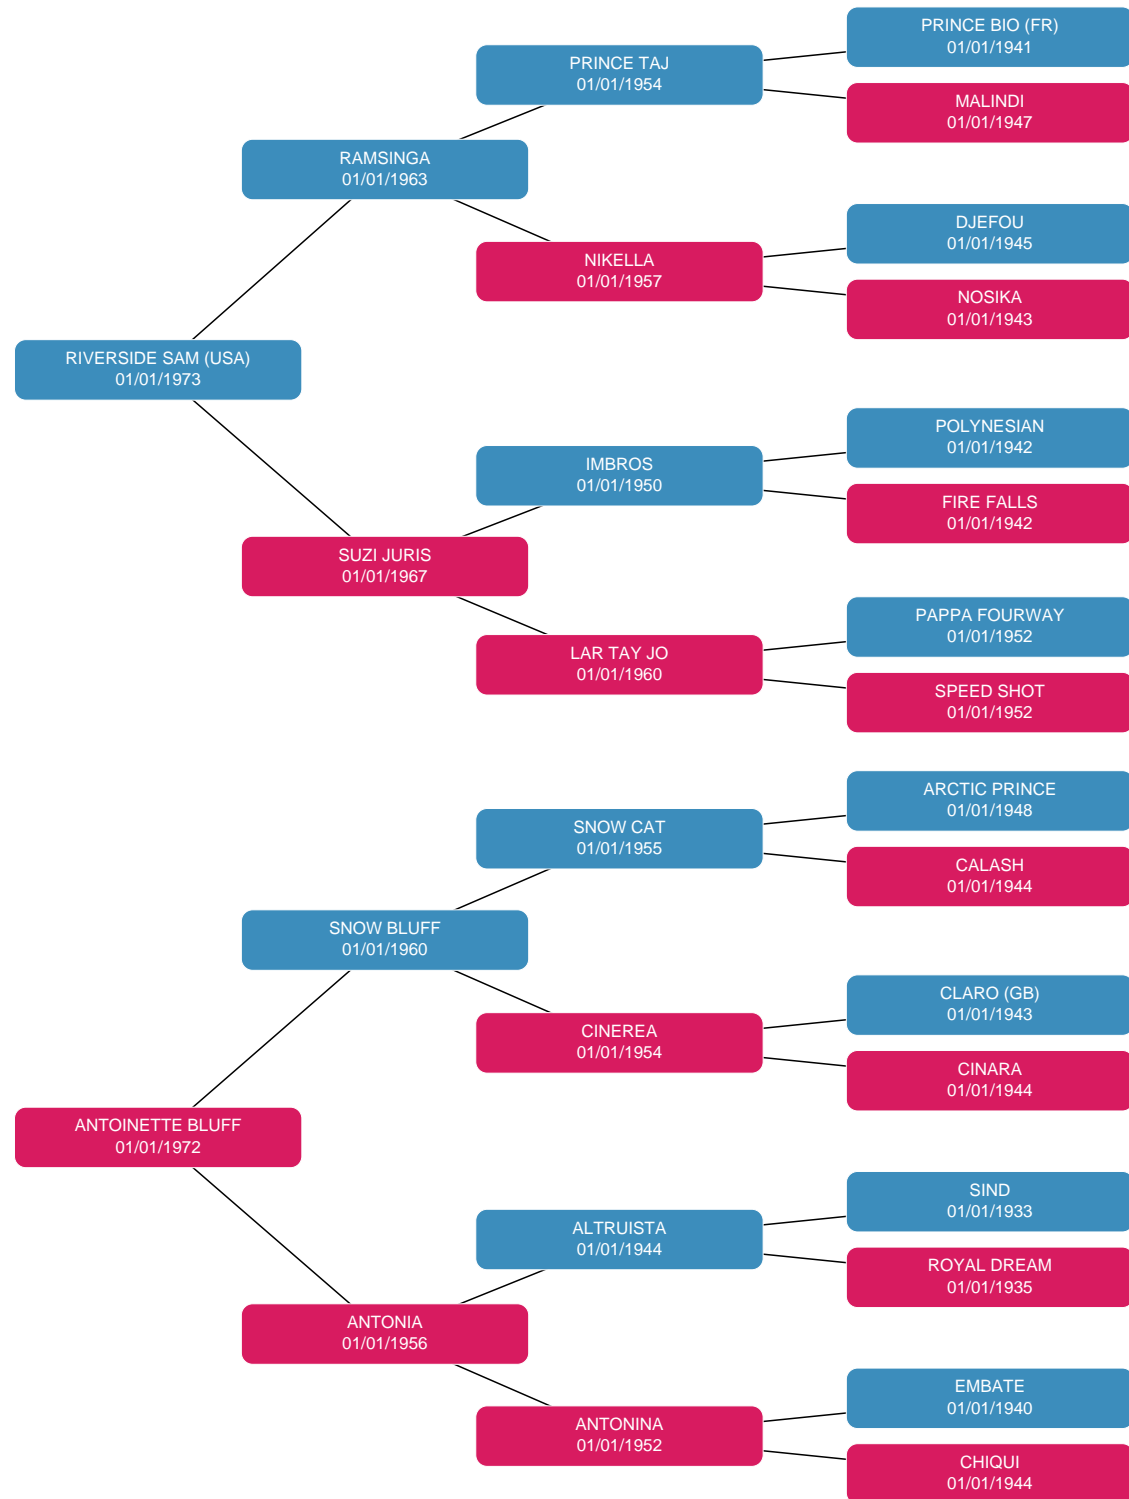 PRINCE BIO (FR)
01/01/1941
PRINCE TAJ
01/01/1954
MALINDI
01/01/1947
RAMSINGA
01/01/1963
DJEFOU
01/01/1945
NIKELLA
01/01/1957
NOSIKA
01/01/1943
RIVERSIDE SAM (USA)
01/01/1973
POLYNESIAN
01/01/1942
IMBROS
01/01/1950
FIRE FALLS
01/01/1942
SUZI JURIS
01/01/1967
PAPPA FOURWAY
01/01/1952
LAR TAY JO
01/01/1960
SPEED SHOT
01/01/1952
ARCTIC PRINCE
01/01/1948
SNOW CAT
01/01/1955
CALASH
01/01/1944
SNOW BLUFF
01/01/1960
CLARO (GB)
01/01/1943
CINEREA
01/01/1954
CINARA
01/01/1944
ANTOINETTE BLUFF
01/01/1972
SIND
01/01/1933
ALTRUISTA
01/01/1944
ROYAL DREAM
01/01/1935
ANTONIA
01/01/1956
EMBATE
01/01/1940
ANTONINA
01/01/1952
CHIQUI
01/01/1944